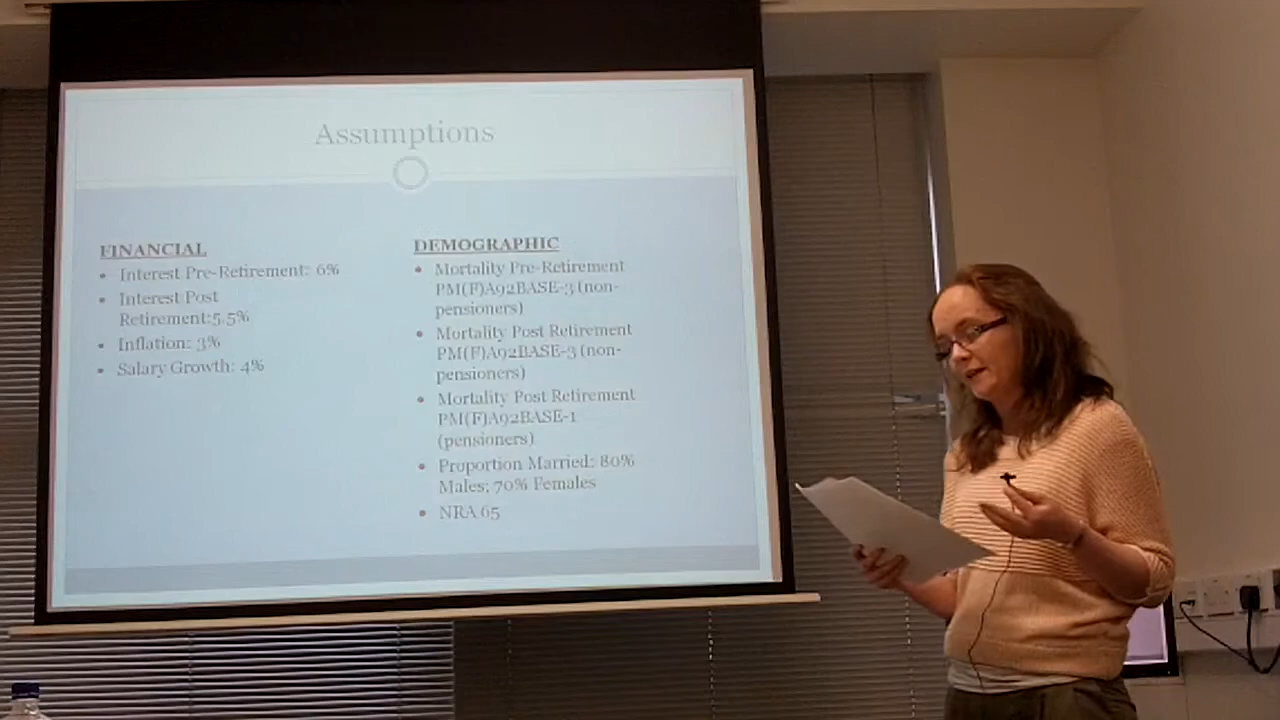 Assumptions
FINANCIAL
• Interest Pre-Retirement: 6%
• Interest Post
Retirement:5.5%
• Inflation: 3%
• Salary Growth: 4%
DEMOGRAPHIC
• Mortality Pre-Retirement
PM(F)A92BASE-3 (non-
pensioners)
• Mortality Post Retirement
PM(F)A92BASE-3 (non-
pensioners)
• Mortality Post Retirement
PM(F)A92BASE-1
(pensioners)
• Proportion Married: 80%
Males; 70% Females
• NRA 65